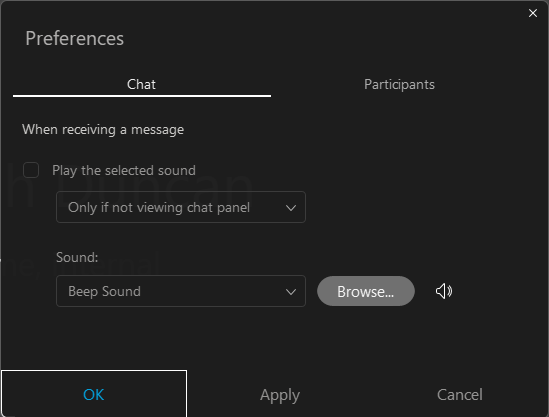 Preferences
Chat
Participants
When receiving a message
Play the selected sound
Only if not viewing chat panel
Sound:
Beep Sound
Browse...
OK
Apply
Cancel